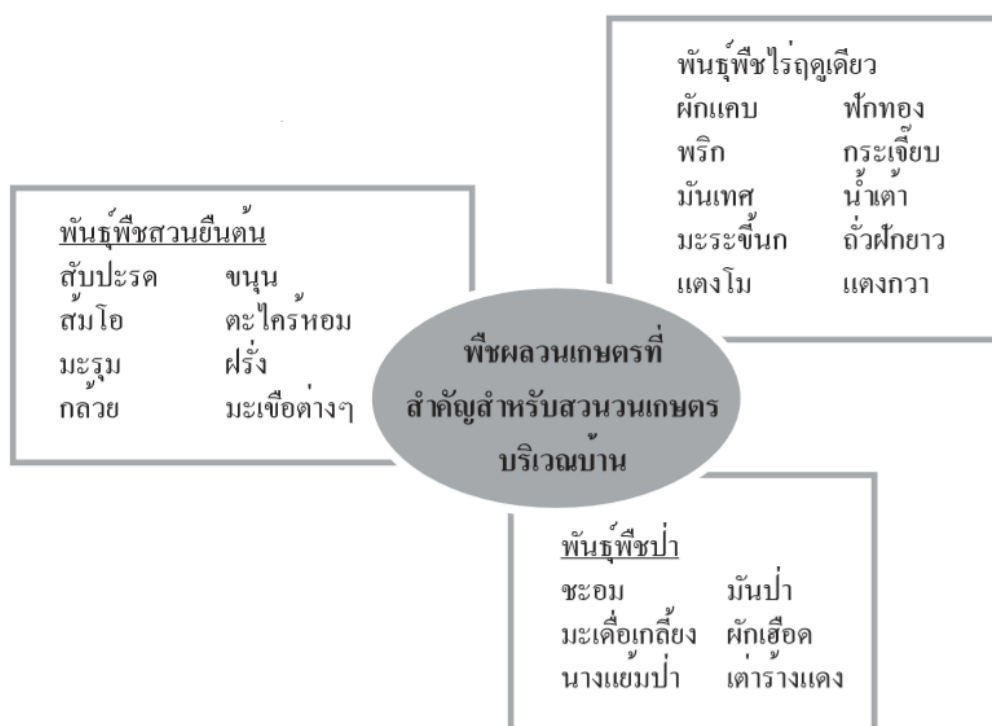 พันธุ์พืชไร่ฤดูเดียว
ผักแคบ ฟักทอง
พริก กระเจี๊ยบ
มันเทศ น้ำเต้า
มะระขี้นก ถั่วฝักยาว
แตงโม แตงกวา
พันธุ์พืชสวนยืนต้น
สับปะรด ขนุน
ส้มโอ ตะไคร้หอม
มะรุม ฝรั่ง
กล้วย มะเขือต่างๆ
พืชผลวนเกษตรที่
สำคัญสำหรับสวนวนเกษตร
บริเวณบ้าน
พันธุ์พืชป่า
ชะอม มันป่า
มะเดื่อเกลี้ยง ผักเฮือด
นางแย้มป่า เต่าร้างแดง